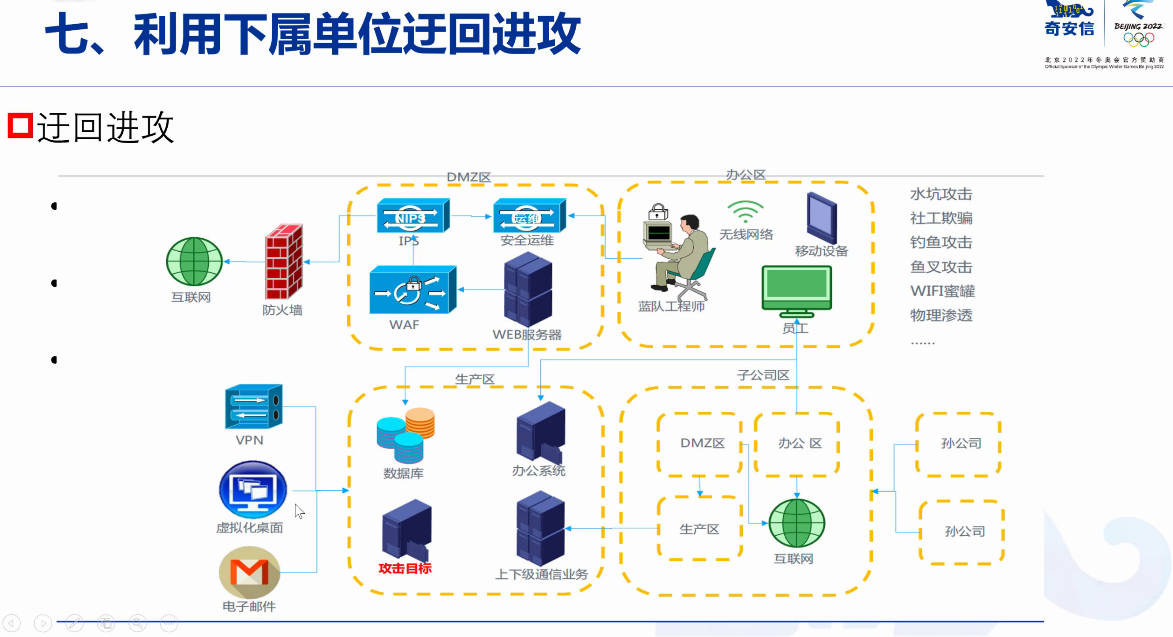 七、利用下属单位迂回进攻
奇安信
BEIJING 2022
北京2022年冬奥会官方赞助商
Official Sponsor of the Olympic Winter Games Beijing 2022
迂回进攻
DMZ区
办公区
水坑攻击
社工欺骗
钓鱼攻击
鱼叉攻击
WIFI蜜罐
物理渗透
......
NIPS
IPS
运维
安全运维
无线网络
移动设备
互联网
防火墙
WAF
WEB服务器
蓝队工程师
员工
生产区
子公司区
VPN
数据库
办公系统
DMZ区
办公 区
孙公司
虚拟化桌面
攻击目标
上下级通信业务
生产区
互联网
孙公司
电子邮件